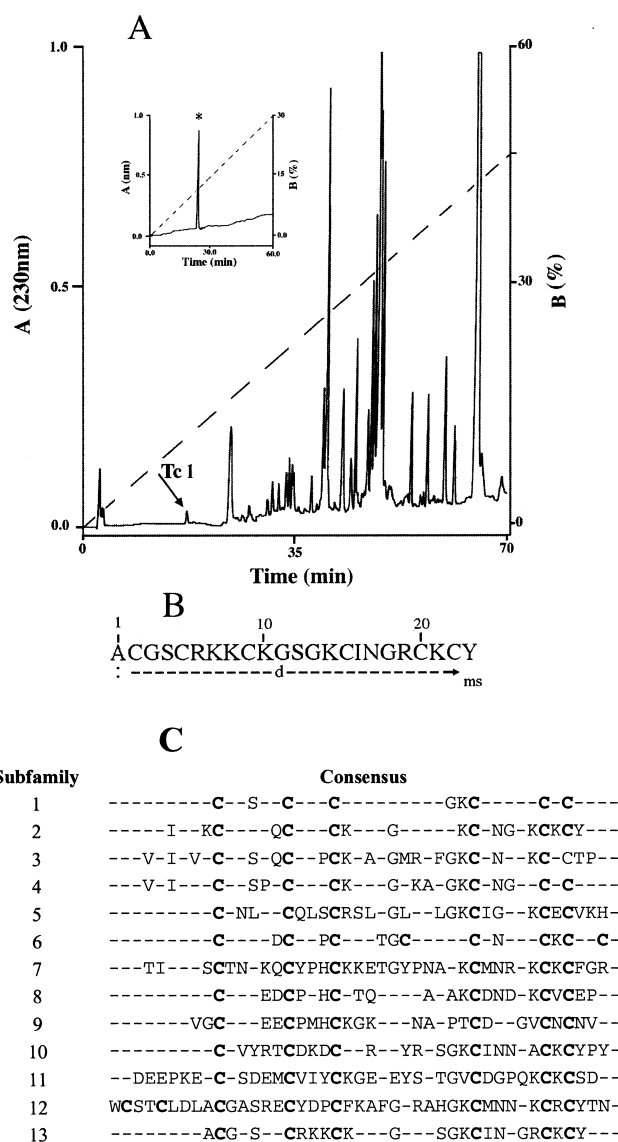 A
1.0
60
*
1.0
30
A (nm)
0.5
15
B (%)
0.0
0.0
0.0
30.0
60.0
Time (min)
A (230nm)
0.5
30
B (%)
Tc 1
0.0
0
0
35
70
Time (min)
B
1 10 20
ACGSCRKKCKGSGKCINGRCKCY
d
ms
C
Subfamily Consensus
1 ---------C--S--C---C---------GKC-----C-C----
2 -----I--KC----QC---CK---G-----KC-NG-KCKCY---
3 ---V-I-V-C--S-QC--PCK-A-GMR-FGKC-N--KC-CTP--
4 ---V-I---C--SP-C---CK---G-KA-GKC-NG--C-C----
5 ---------C-NL--CQLSCRSL-GL--LGKCIG--KCECVKH-
6 ---------C----DC--PC---TGC-----C-N---CKC--C-
7 ---TI---SCTN-KQCYPHCKKETGYPNA-KCMNR-KCKCFGR-
8 ---------C---EDCP-HC-TQ----A-AKCDND-KCVCEP--
9 -------VGC---EECPMHCKGK---NA-PTCD--GVCNCNV--
10 ---------C-VYRTCDKDC--R--YR-SGKCINN-ACKCYPY-
11 --DEEPKE-C-SDEMCVIYCKGE-EYS-TGVCDGPQKCKCSD--
12 WCSTCLDLACGASRECYDPCFKAFG-RAHGKCMNN-KCRCYTN-
13 --------ACG-S--CRKKCK---G---SGKCINGRCKCY----